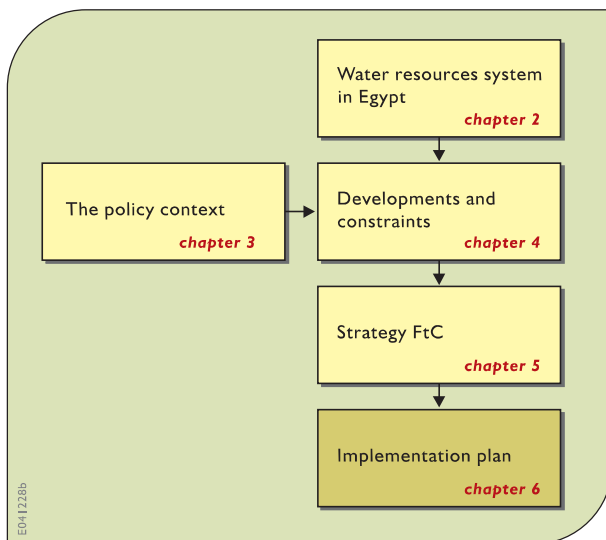 Water resources system
in Egypt
chapter 2
The policy context
chapter 3
Developments and
constraints
chapter 4
Strategy FtC
chapter 5
Implementation plan
chapter 6
E041228b